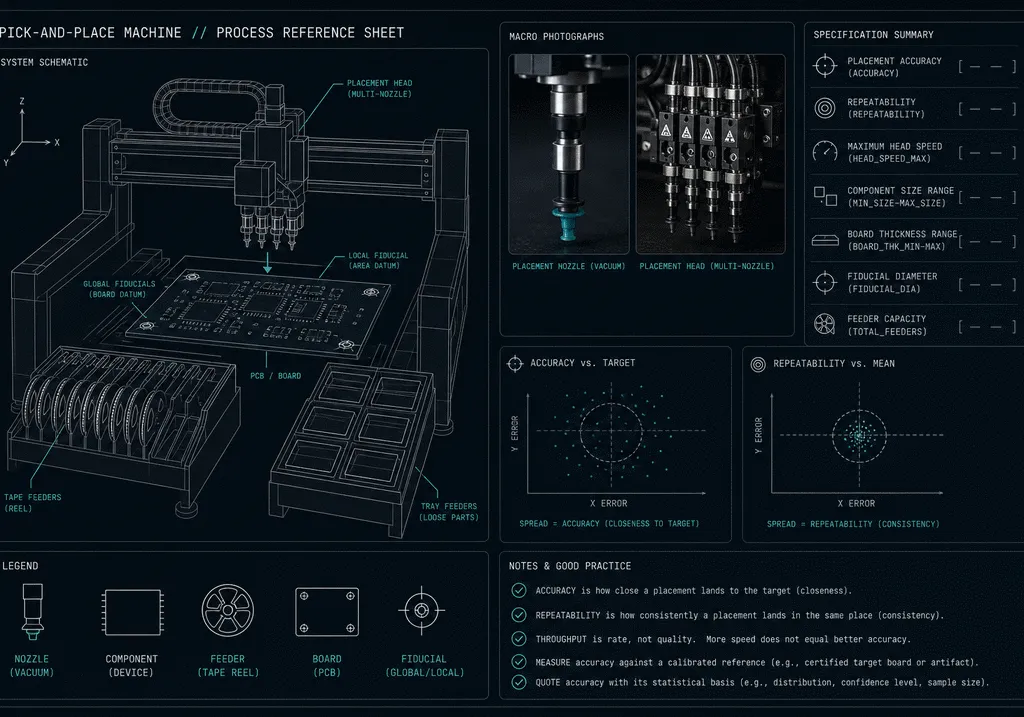 PICK-AND-PLACE MACHINE // PROCESS REFERENCE SHEET
SYSTEM SCHEMATIC
Z
X
Y
PLACEMENT HEAD
(MULTI-NOZZLE)
LOCAL FIDUCIAL
(AREA DATUM)
GLOBAL FIDUCIALS
(BOARD DATUM)
PCB / BOARD
TAPE FEEDERS
(REEL)
TRAY FEEDERS
(LOOSE PARTS)
MACRO PHOTOGRAPHS
PLACEMENT NOZZLE (VACUUM)
PLACEMENT HEAD (MULTI-NOZZLE)
SPECIFICATION SUMMARY
PLACEMENT ACCURACY
(ACCURACY)
[ — — ]
REPEATABILITY
(REPEATABILITY)
[ — — ]
MAXIMUM HEAD SPEED
(HEAD_SPEED_MAX)
[ — — ]
COMPONENT SIZE RANGE
(MIN_SIZE–MAX_SIZE)
[ — — ]
BOARD THICKNESS RANGE
(BOARD_THK_MIN-MAX)
[ — — ]
FIDUCIAL DIAMETER
(FIDUCIAL_DIA)
[ — — ]
FEEDER CAPACITY
(TOTAL_FEEDERS)
[ — — ]
ACCURACY vs. TARGET
Y ERROR
X ERROR
SPREAD = ACCURACY (CLOSENESS TO TARGET)
REPEATABILITY vs. MEAN
Y ERROR
X ERROR
SPREAD = REPEATABILITY (CONSISTENCY)
LEGEND
NOZZLE
(VACUUM)
COMPONENT
(DEVICE)
FEEDER
(TAPE REEL)
BOARD
(PCB)
FIDUCIAL
(GLOBAL/LOCAL)
NOTES & GOOD PRACTICE
ACCURACY is how close a placement lands to the target (closeness).
REPEATABILITY is how consistently a placement lands in the same place (consistency).
THROUGHPUT is rate, not quality. More speed does not equal better accuracy.
MEASURE accuracy against a calibrated reference (e.g., certified target board or artifact).
QUOTE accuracy with its statistical basis (e.g., distribution, confidence level, sample size).